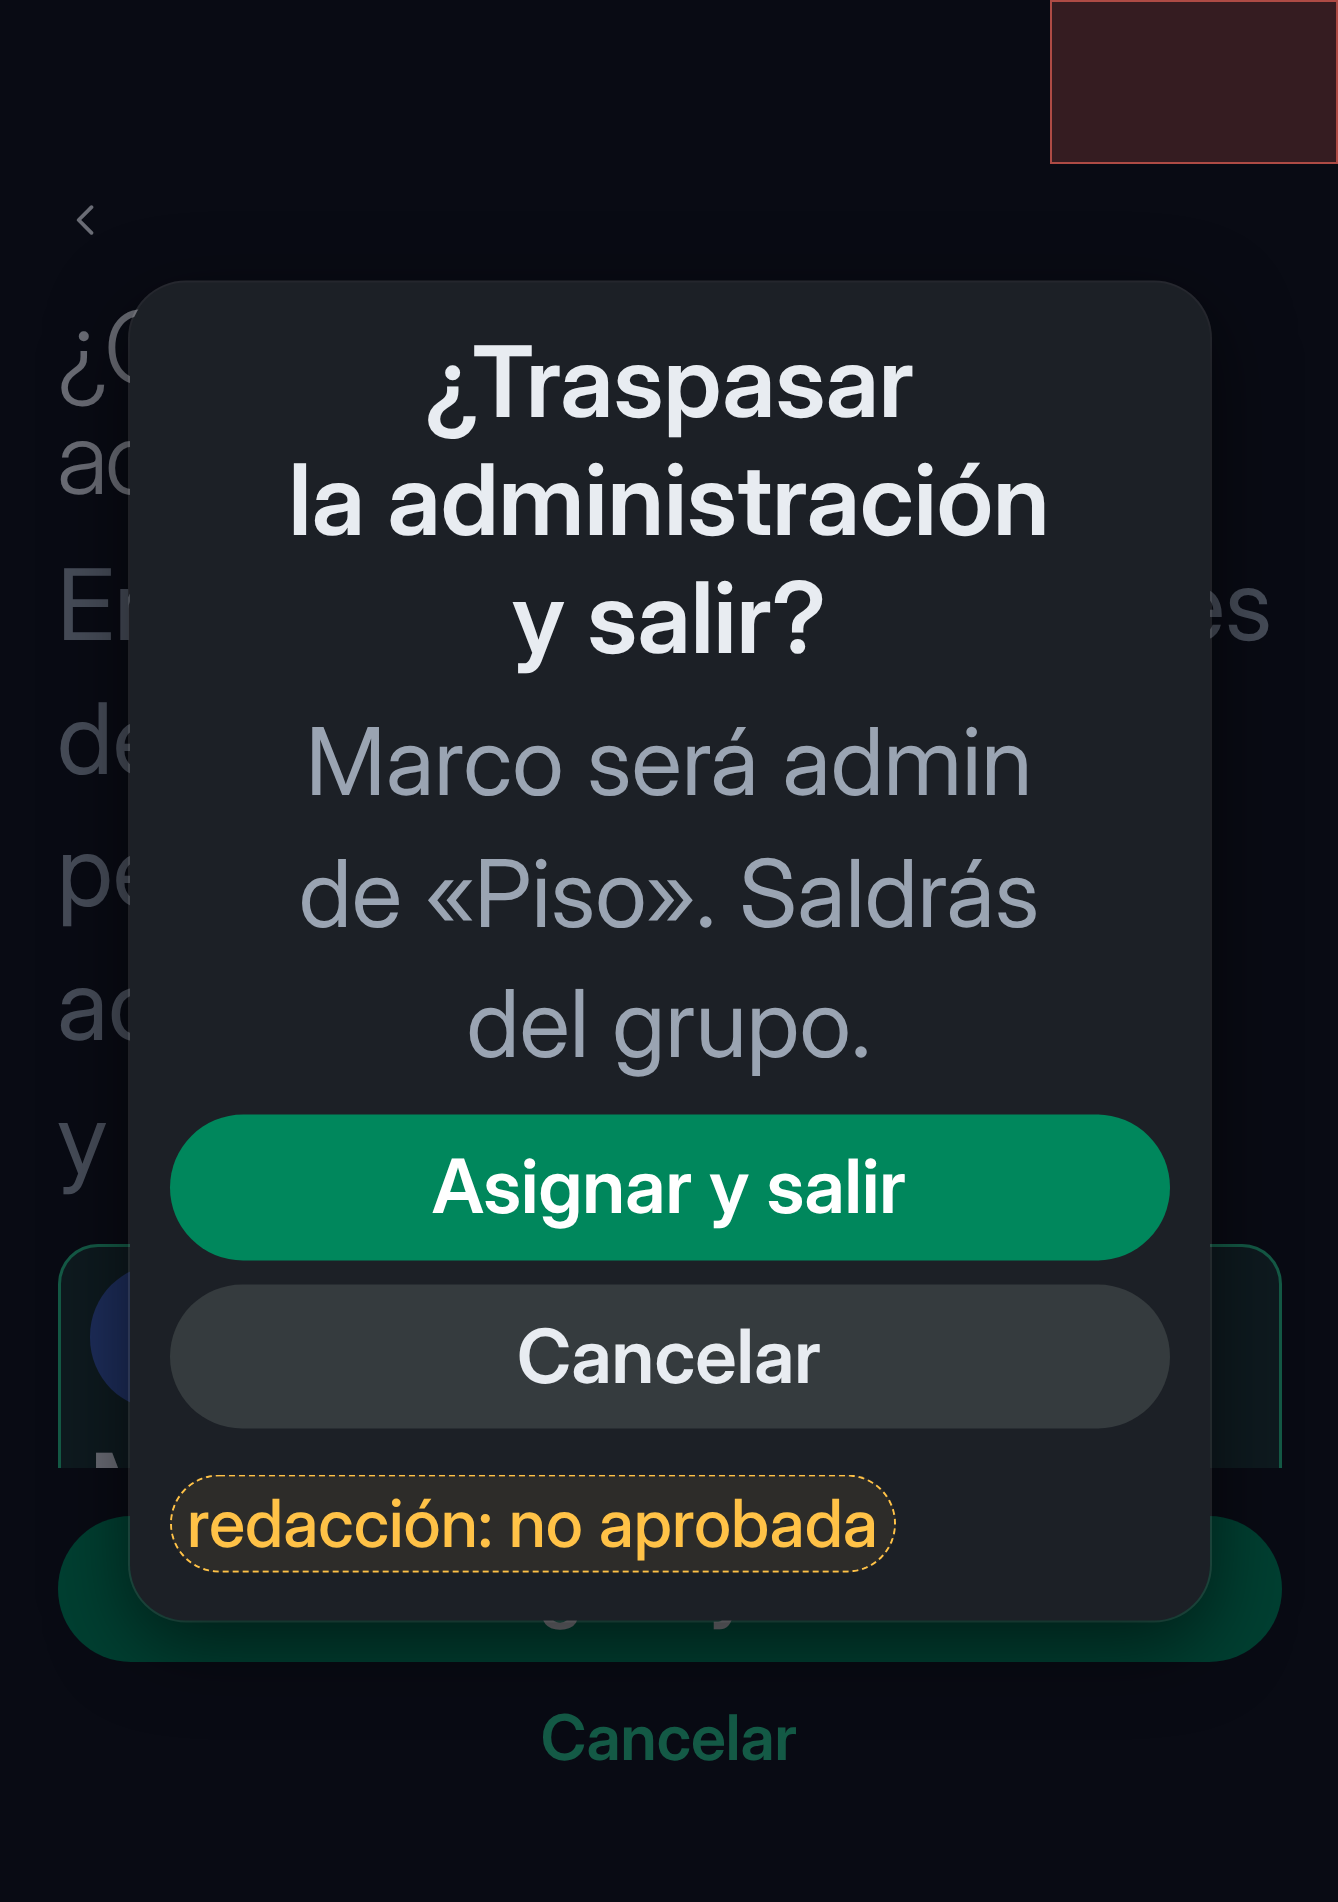 ¿Traspasar
la administración
y salir?
Marco será admin
de «Piso». Saldrás
del grupo.
Asignar y salir
Cancelar
redacción: no aprobada
y
Cancelar